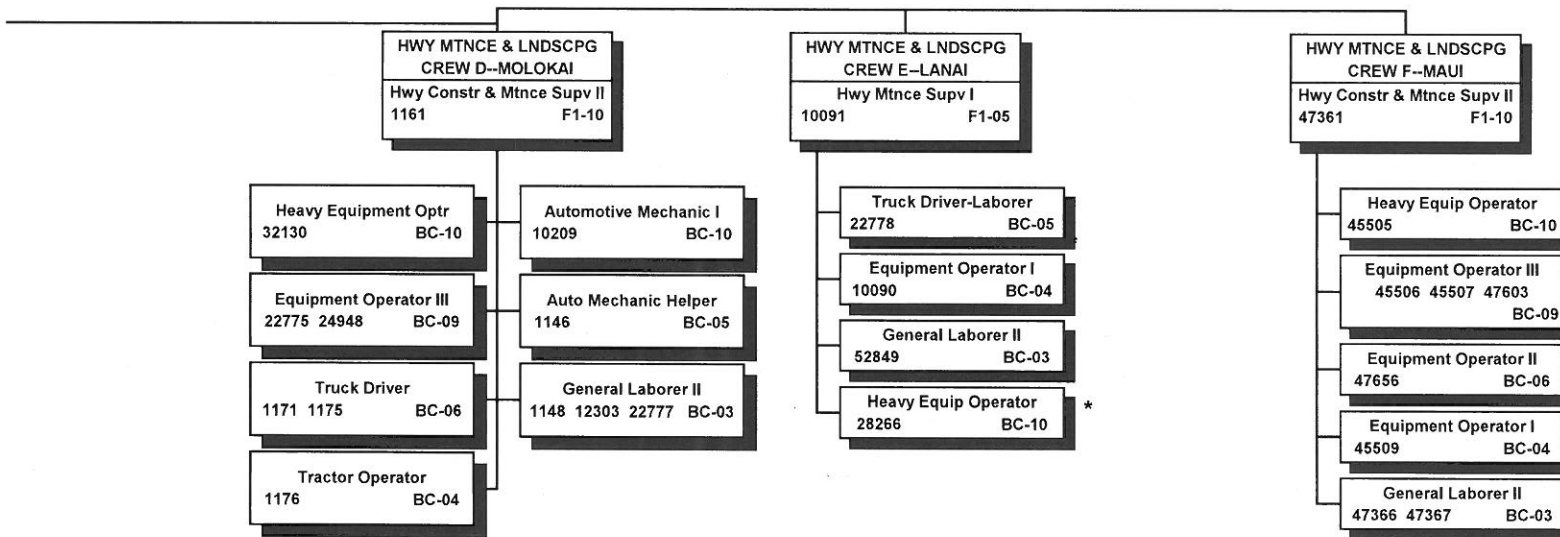 HWY MTNCE & LNDSCPG
CREW D--MOLOKAI
Hwy Constr & Mtnce Supv II
1161 F1-10
Heavy Equipment Optr
32130 BC-10
Automotive Mechanic I
10209 BC-10
Equipment Operator III
22775 24948 BC-09
Auto Mechanic Helper
1146 BC-05
Truck Driver
1171 1175 BC-06
General Laborer II
1148 12303 22777 BC-03
Tractor Operator
1176 BC-04
HWY MTNCE & LNDSCPG
CREW E--LANAI
Hwy Mtnce Supv I
10091 F1-05
Truck Driver-Laborer
22778 BC-05
Equipment Operator I
10090 BC-04
General Laborer II
52849 BC-03
Heavy Equip Operator *
28266 BC-10
HWY MTNCE & LNDSCPG
CREW F--MAUI
Hwy Constr & Mtnce Supv II
47361 F1-10
Heavy Equip Operator
45505 BC-10
Equipment Operator III
45506 45507 47603
BC-09
Equipment Operator II
47656 BC-06
Equipment Operator I
45509 BC-04
General Laborer II
47366 47367 BC-03